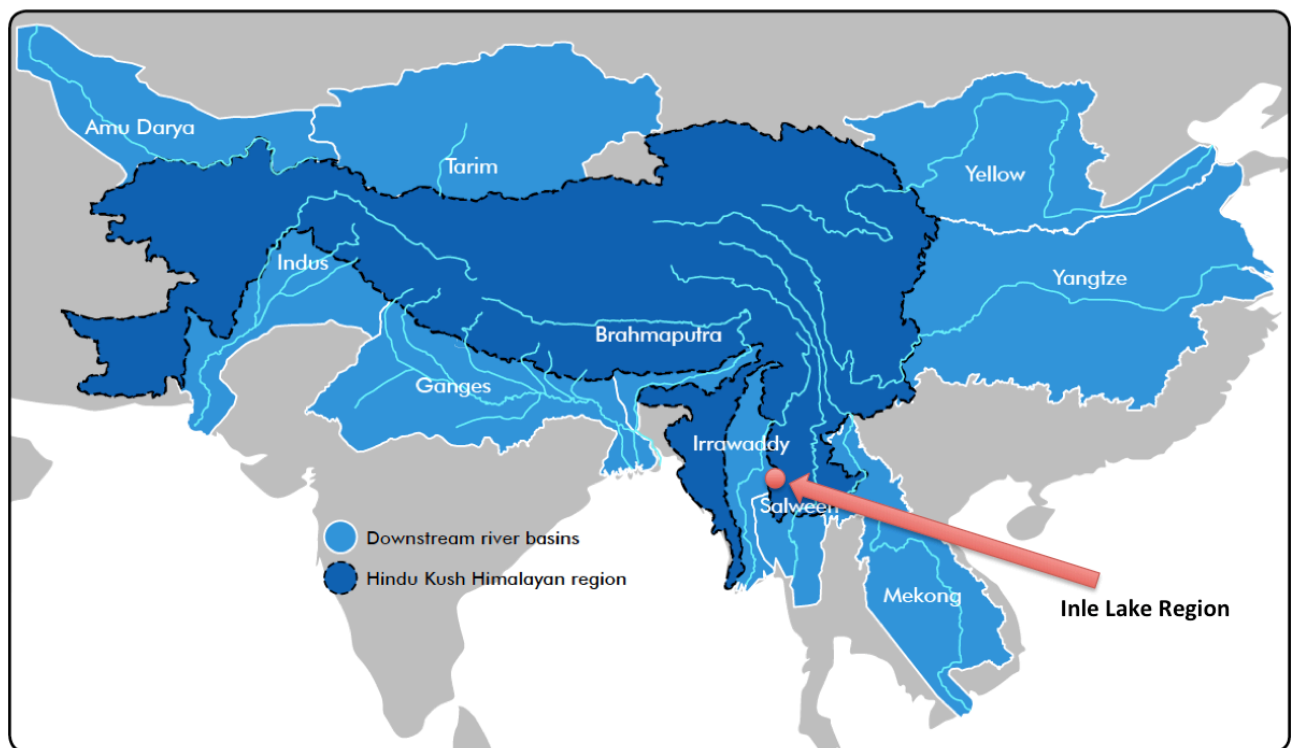 Amu Darya
Tarim
Yellow
Indus
Yangtze
Brahmaputra
Ganges
Irrawaddy
Salween
Downstream river basins
Hindu Kush Himalayan region
Mekong
Inle Lake Region